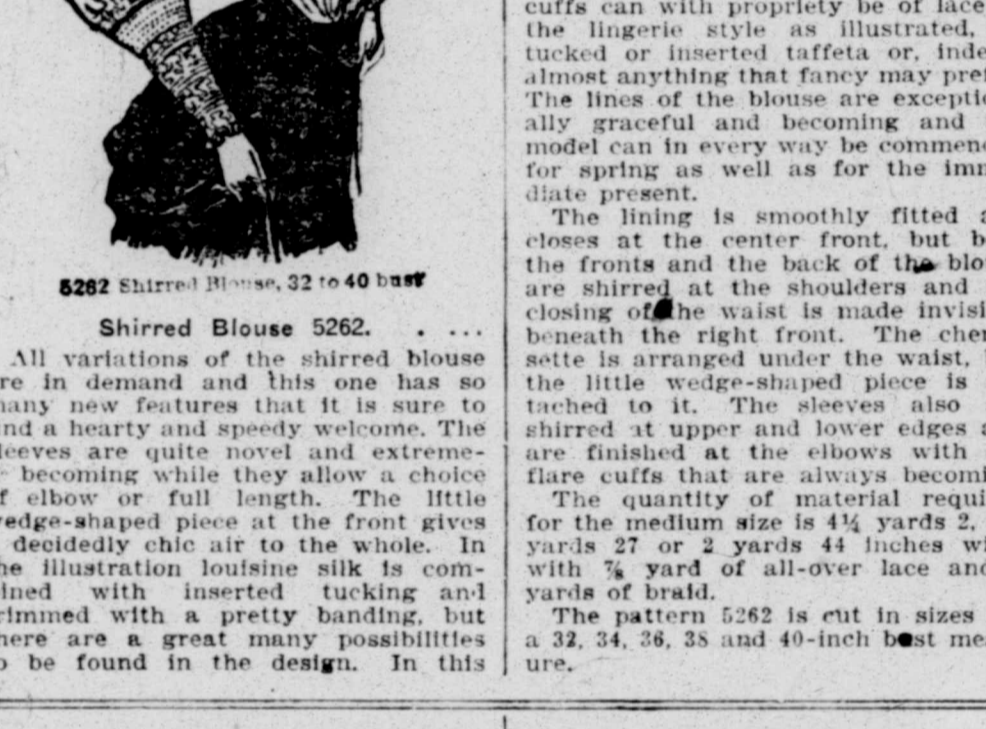 5262 Shirred Blouse, 32 to 40 bust
Shirred Blouse 5262. . ...
All variations of the shirred blouse
re in demand and this one has so
any new features that it is sure to
nd a hearty and speedy welcome. The
leeves are quite novel and extreme-
becoming while they allow a choice
f elbow or full length. The little
edge-shaped piece at the front gives
decidedly chic air to the whole. In
he illustration louisine silk is com-
ined with inserted tucking and
rimmed with a pretty banding, but
here are a great many possibilities
o be found in the design. In this
cuffs can with propriety be of lace
the lingerie style as illustrated,
tucked or inserted taffeta or, inde
almost anything that fancy may pref
The lines of the blouse are exceptio
ally graceful and becoming and
model can in every way be commend
for spring as well as for the imm
diate present.
The lining is smoothly fitted a
closes at the center front, but b
the fronts and the back of the blo
are shirred at the shoulders and
closing of the waist is made invisi
beneath the right front. The chem
sette is arranged under the waist,
the little wedge-shaped piece is
tached to it. The sleeves also
shirred at upper and lower edges a
are finished at the elbows with
flare cuffs that are always becomi
The quantity of material requi
for the medium size is 4¼ yards 2,
yards 27 or 2 yards 44 inches wi
with ⅞ yard of all-over lace and
yards of braid.
The pattern 5262 is cut in sizes
a 32, 34, 36, 38 and 40-inch bust me
ure.